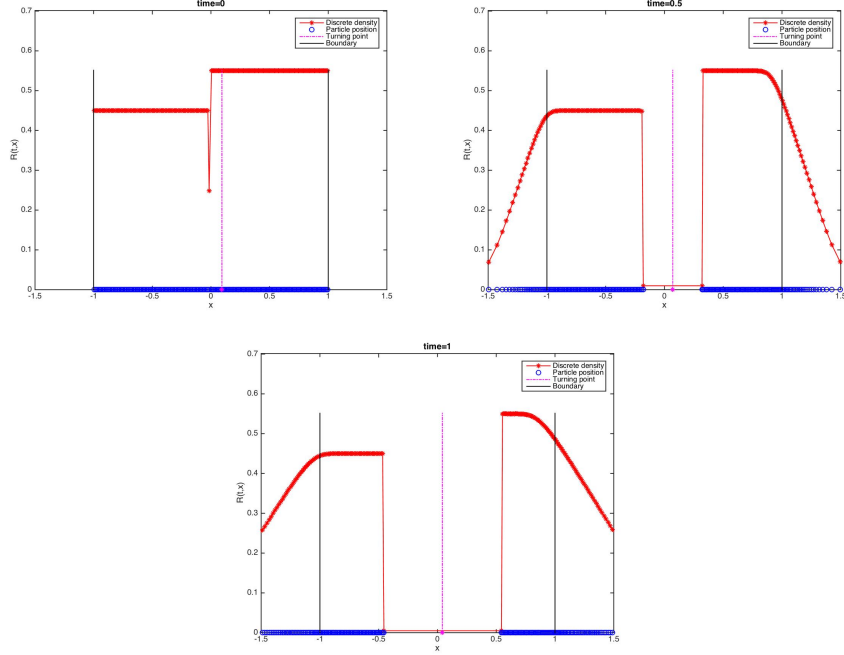 time=0
Discrete density
Particle position
Turning point
Boundary
R(t,x)
0.7
0.6
0.5
0.4
0.3
0.2
0.1
0
-1.5 -1 -0.5 0 0.5 1 1.5
x
time=0.5
Discrete density
Particle position
Turning point
Boundary
R(t,x)
0.7
0.6
0.5
0.4
0.3
0.2
0.1
0
-1.5 -1 -0.5 0 0.5 1 1.5
x
time=1
Discrete density
Particle position
Turning point
Boundary
R(t,x)
0.7
0.6
0.5
0.4
0.3
0.2
0.1
0
-1.5 -1 -0.5 0 0.5 1 1.5
x